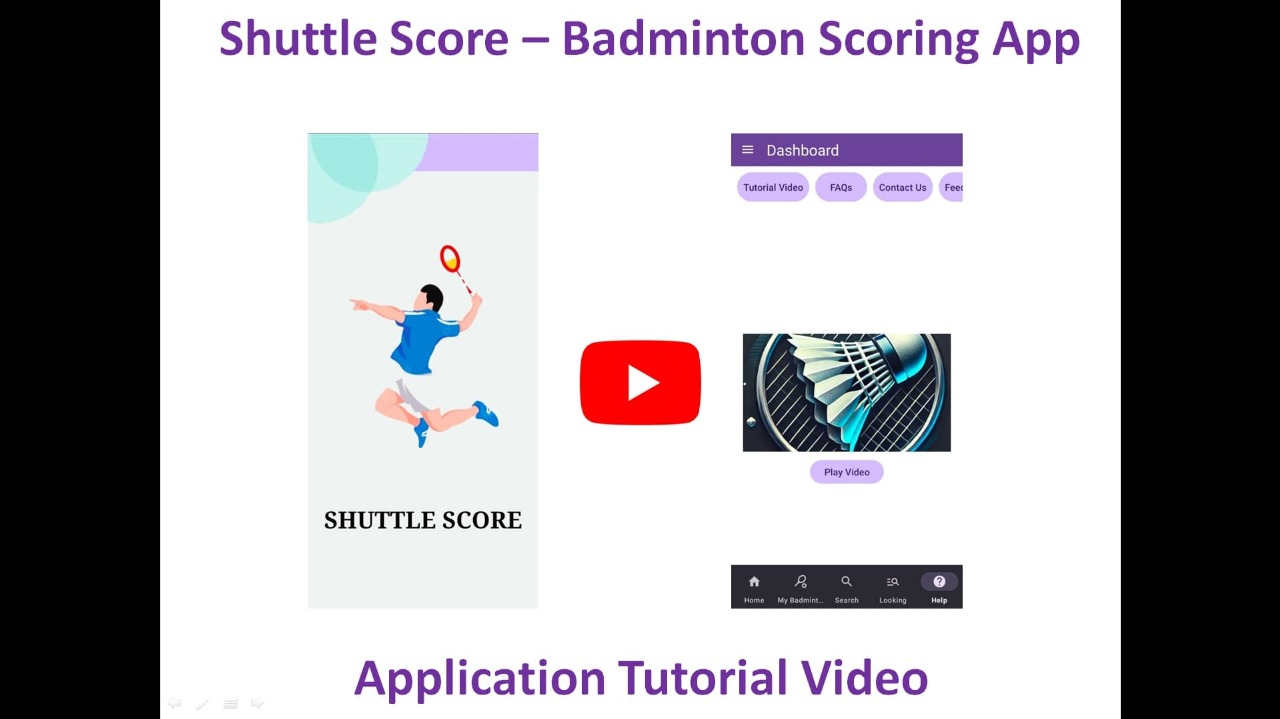 Shuttle Score – Badminton Scoring App
Dashboard
Tutorial Video FAQs Contact Us Feec
Play Video
SHUTTLE SCORE
Home My Badmint... Search Looking Help
Application Tutorial Video